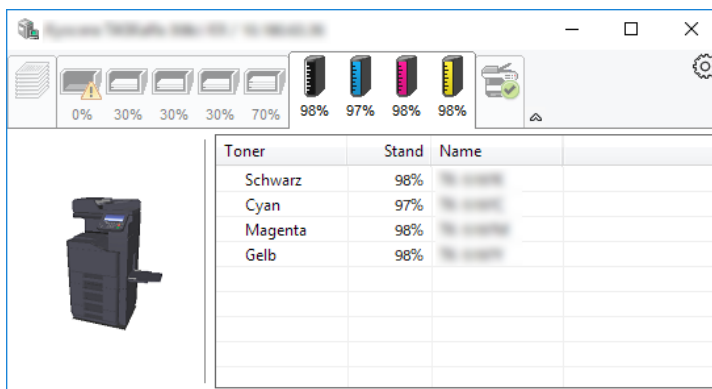 0% 30% 30% 30% 70% 98% 97% 98% 98%
Toner Stand Name
Schwarz 98%
Cyan 97%
Magenta 98%
Gelb 98%